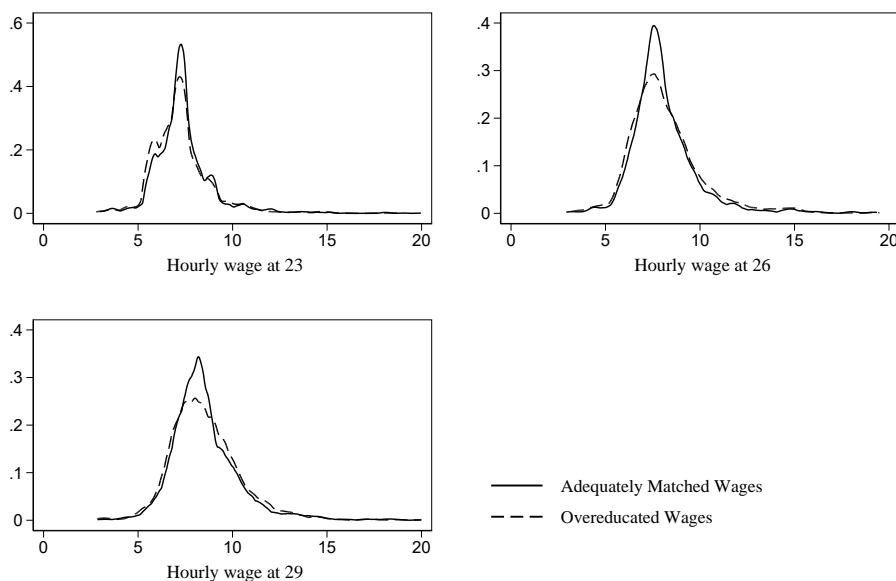 .6
.4
.2
0
0 5 10 15 20
Hourly wage at 23
.4
.3
.2
.1
0
0 5 10 15 20
Hourly wage at 26
.4
.3
.2
.1
0
0 5 10 15 20
Hourly wage at 29
Adequately Matched Wages
Overeducated Wages